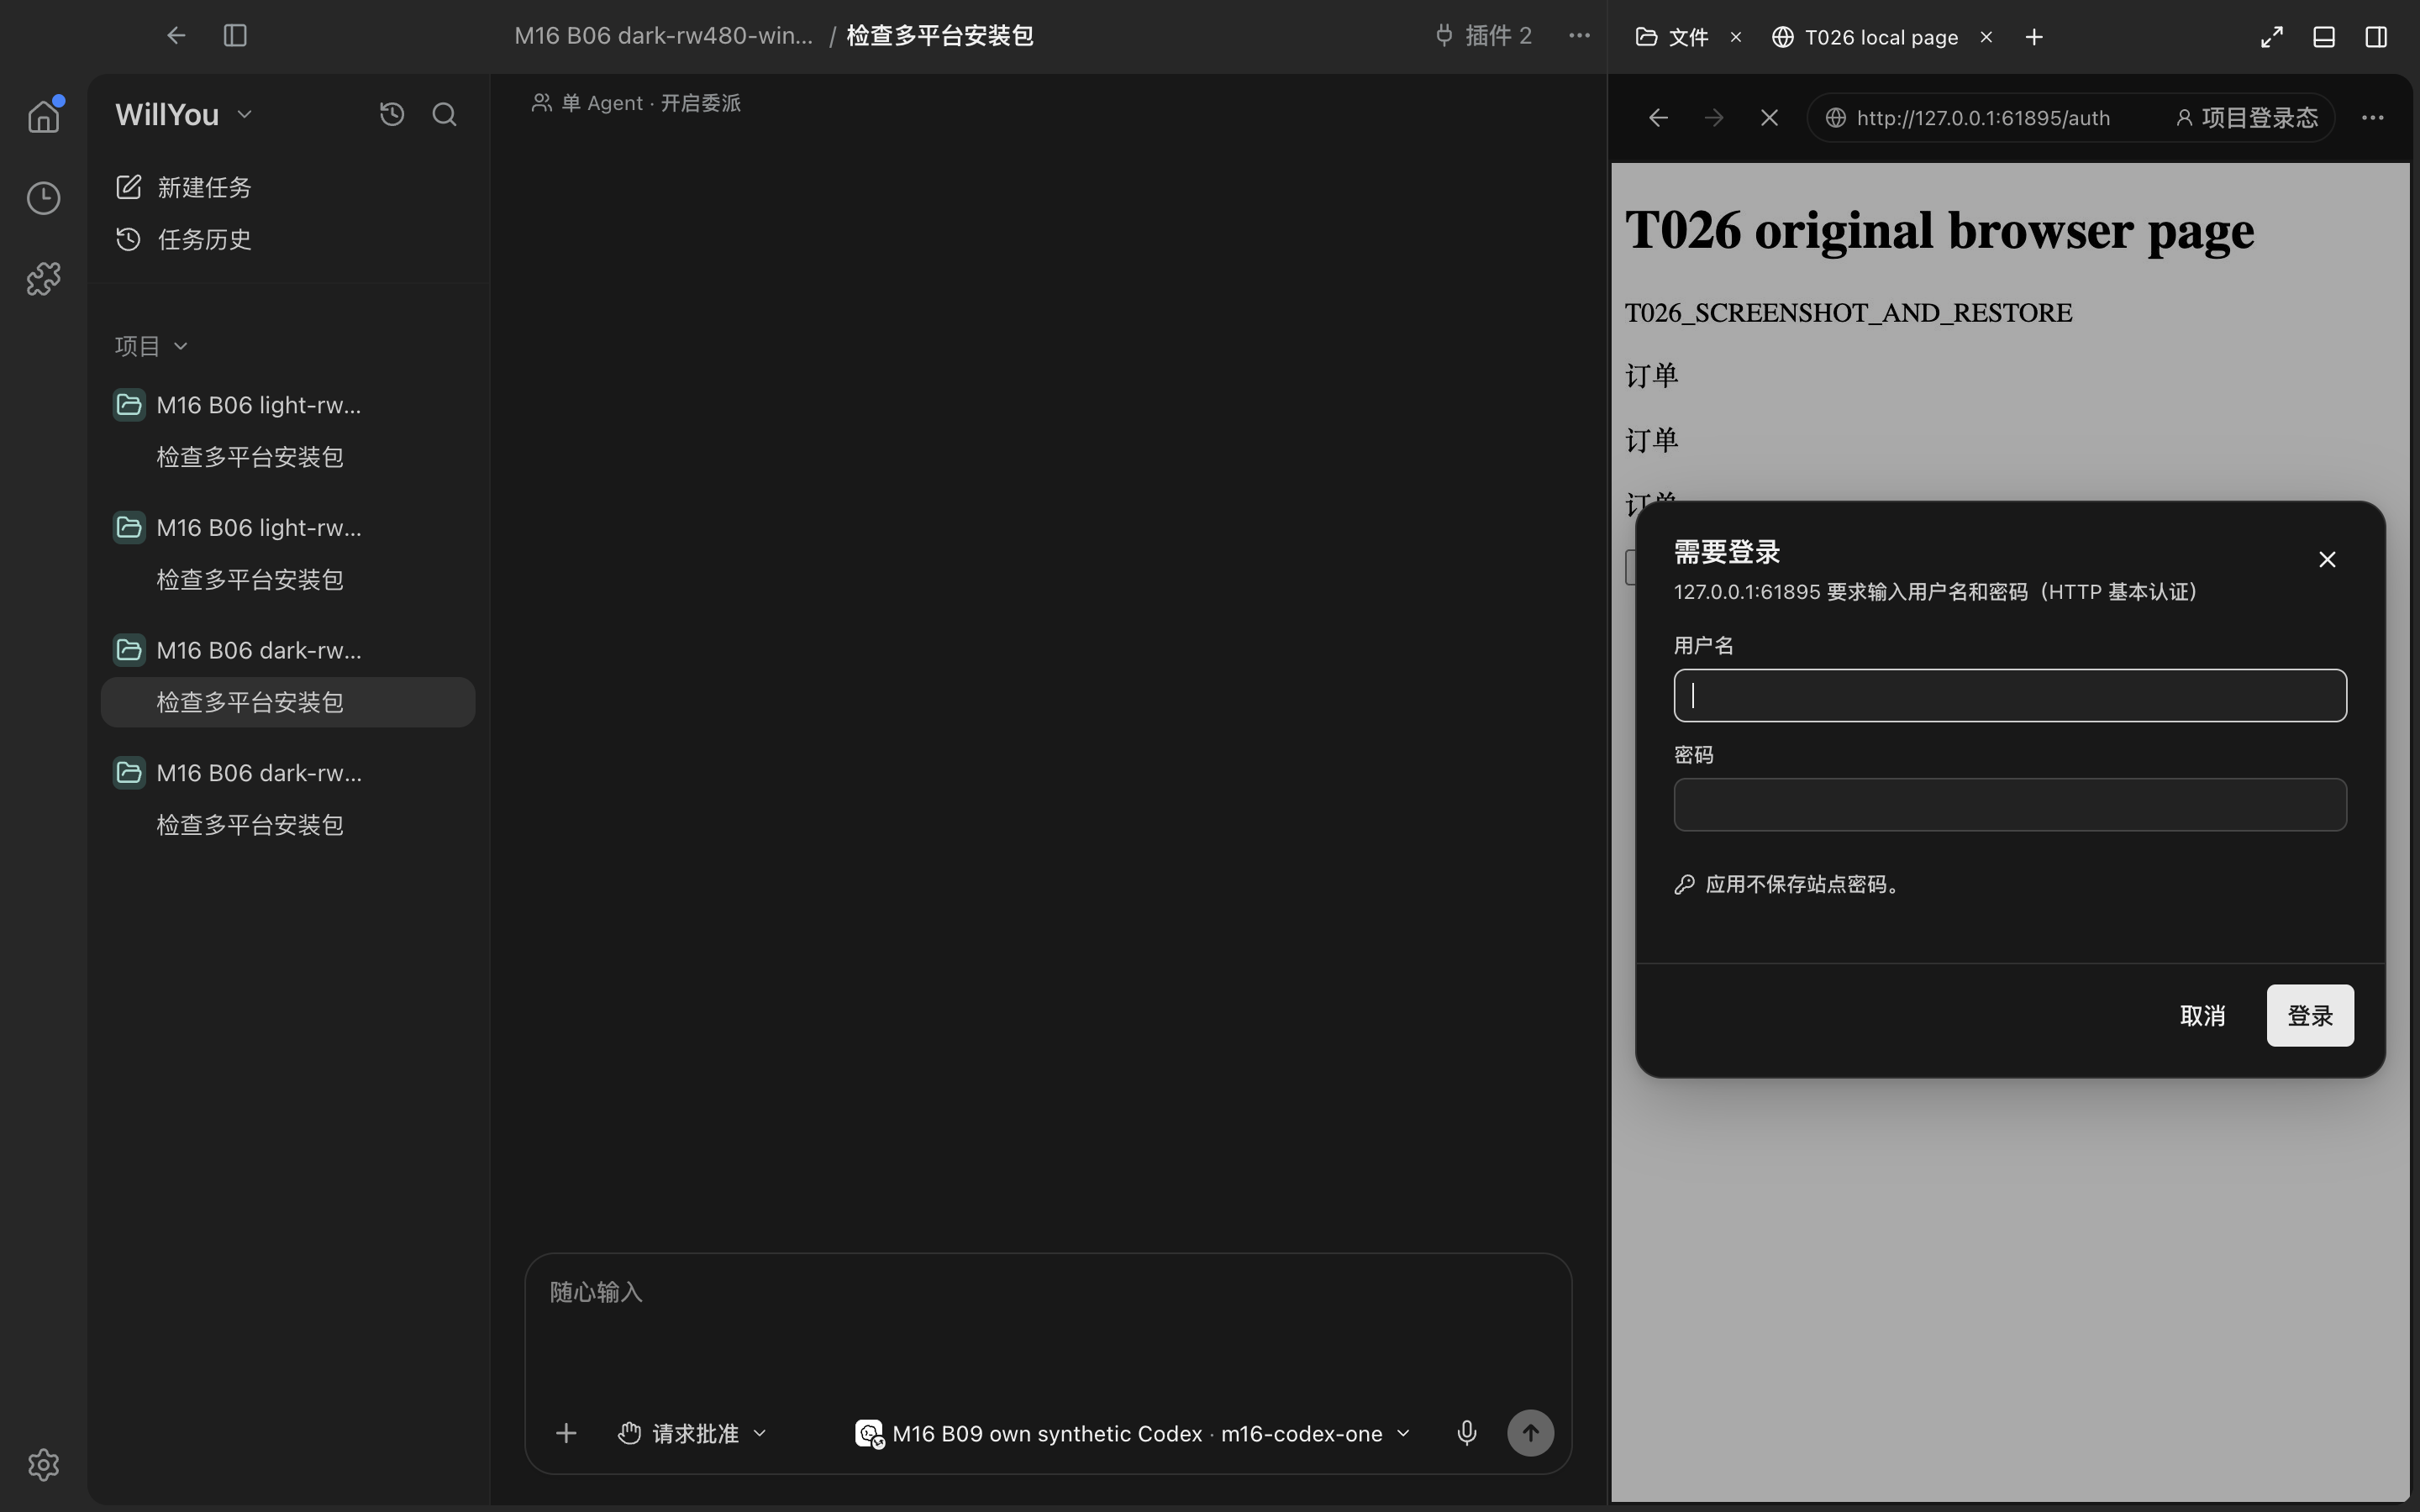 M16 B06 dark-rw480-win... / 检查多平台安装包
插件 2
文件
T026 local page
WillYou
新建任务
任务历史
项目
M16 B06 light-rw...
检查多平台安装包
M16 B06 light-rw...
检查多平台安装包
M16 B06 dark-rw...
检查多平台安装包
M16 B06 dark-rw...
检查多平台安装包
单 Agent · 开启委派
随心输入
请求批准
M16 B09 own synthetic Codex · m16-codex-one
http://127.0.0.1:61895/auth
项目登录态
T026 original browser page
T026_SCREENSHOT_AND_RESTORE
订单
订单
订单
需要登录
127.0.0.1:61895 要求输入用户名和密码（HTTP 基本认证）
用户名
密码
应用不保存站点密码。
取消
登录